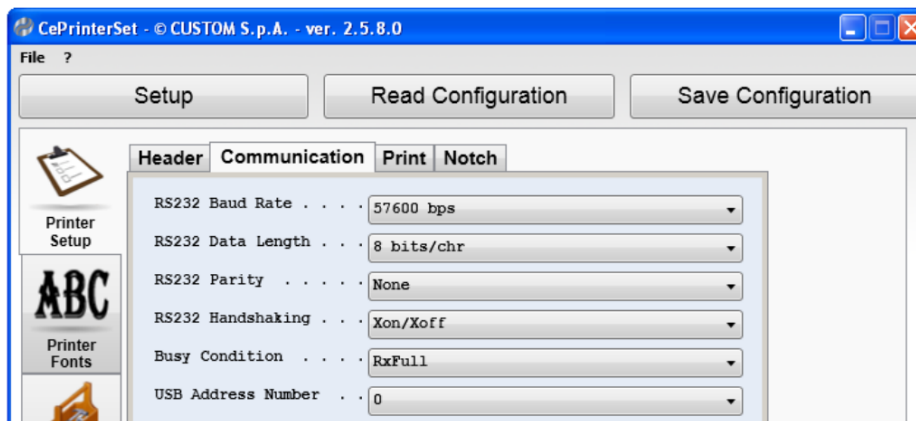 CePrinterSet - © CUSTOM S.p.A. - ver. 2.5.8.0
File ?
Setup Read Configuration Save Configuration
Header Communication Print Notch
Printer
Setup
ABC
Printer
Fonts
RS232 Baud Rate . . . . 57600 bps
RS232 Data Length . . . 8 bits/chr
RS232 Parity . . . . . None
RS232 Handshaking . . . Xon/Xoff
Busy Condition . . . . RxFull
USB Address Number . . 0